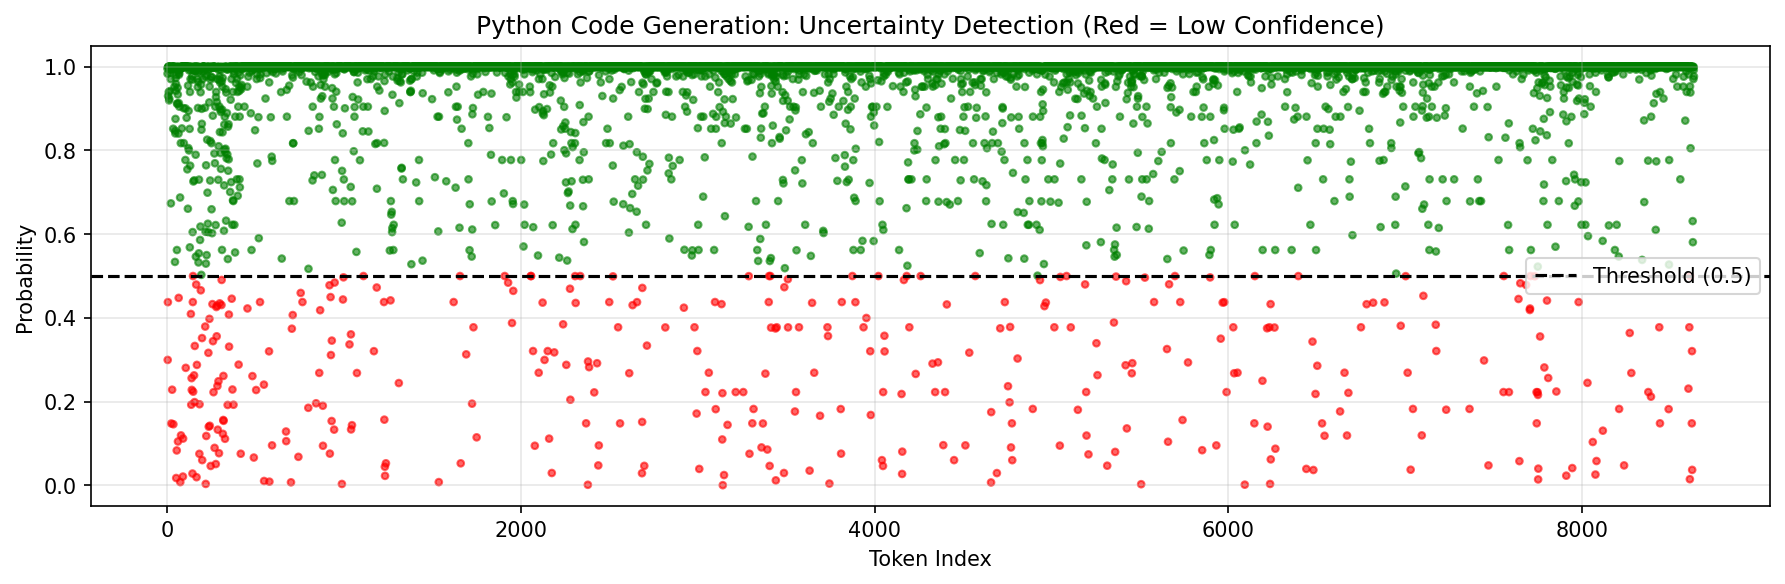 Python Code Generation: Uncertainty Detection (Red = Low Confidence)
Probability
1.0
0.8
0.6
0.4
0.2
0.0
Threshold (0.5)
0 2000 4000 6000 8000
Token Index